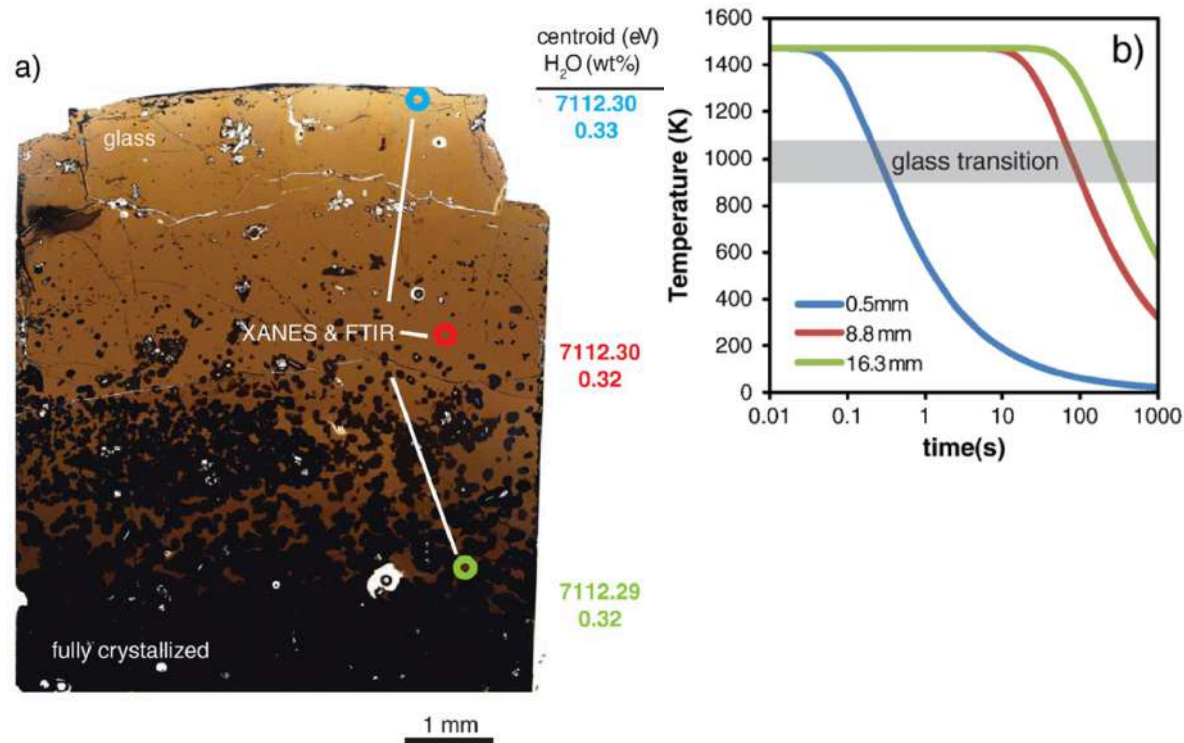 a)
centroid (eV)
H₂O (wt%)
glass
7112.30
0.33
XANES & FTIR
7112.30
0.32
7112.29
0.32
fully crystallized
1 mm
b)
Temperature (K)
1600
1400
1200
1000
800
600
400
200
0
glass transition
0.5mm
8.8 mm
16.3 mm
0.01 0.1 1 10 100 1000
time(s)